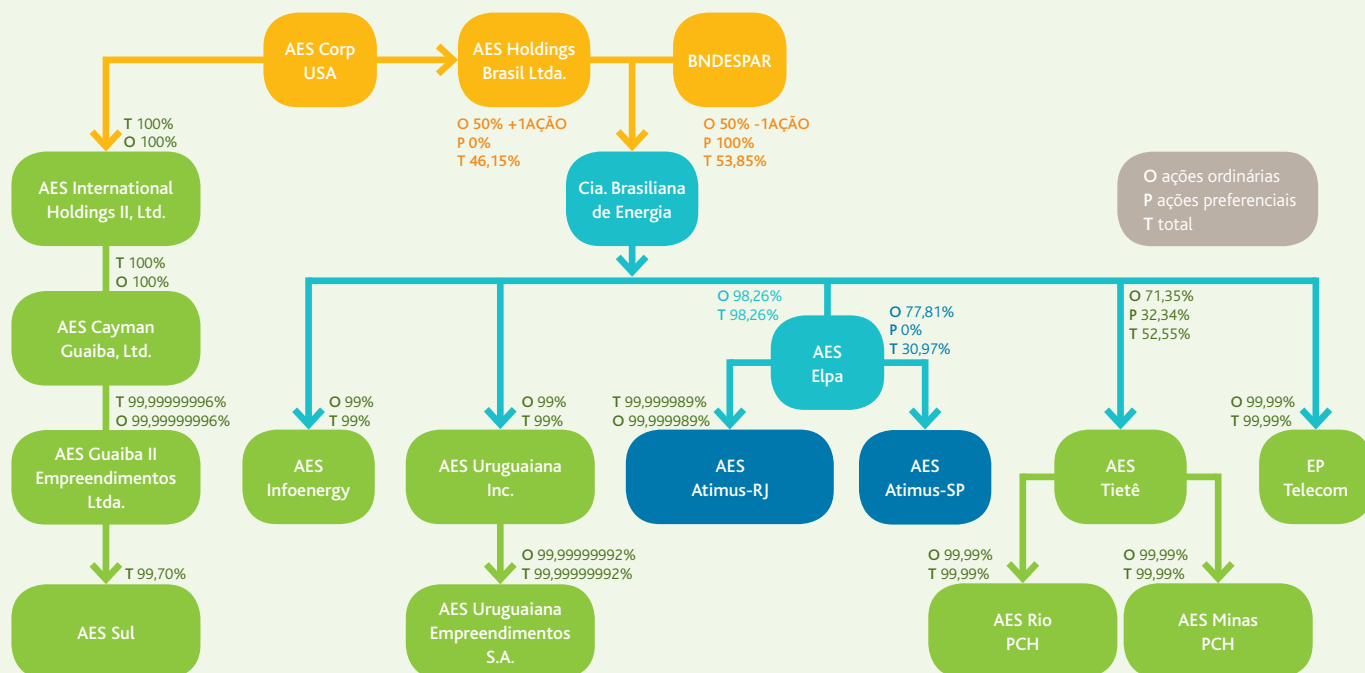 AES Corp
USA
AES Holdings
Brasil Ltda.
BNDESPAR
T 100%
O 100%
O 50% +1AÇÃO
P 0%
T 46,15%
O 50% -1AÇÃO
P 100%
T 53,85%
AES International
Holdings II, Ltd.
Cia. Brasiliana
de Energia
O ações ordinárias
P ações preferenciais
T total
T 100%
O 100%
AES Cayman
Guaiba, Ltd.
O 98,26%
T 98,26%
AES
Elpa
O 77,81%
P 0%
T 30,97%
O 71,35%
P 32,34%
T 52,55%
T 99,99999996%
O 99,99999996%
O 99%
T 99%
O 99%
T 99%
T 99,999989%
O 99,999989%
O 99,99%
T 99,99%
AES Guaiba II
Empreendimentos
Ltda.
AES
Infoenergy
AES Uruguaiana
Inc.
AES
Atimus-RJ
AES
Atimus-SP
AES
Tietê
EP
Telecom
T 99,70%
O 99,99999992%
T 99,99999992%
O 99,99%
T 99,99%
O 99,99%
T 99,99%
AES Sul
AES Uruguaiana
Empreendimentos
S.A.
AES Rio
PCH
AES Minas
PCH